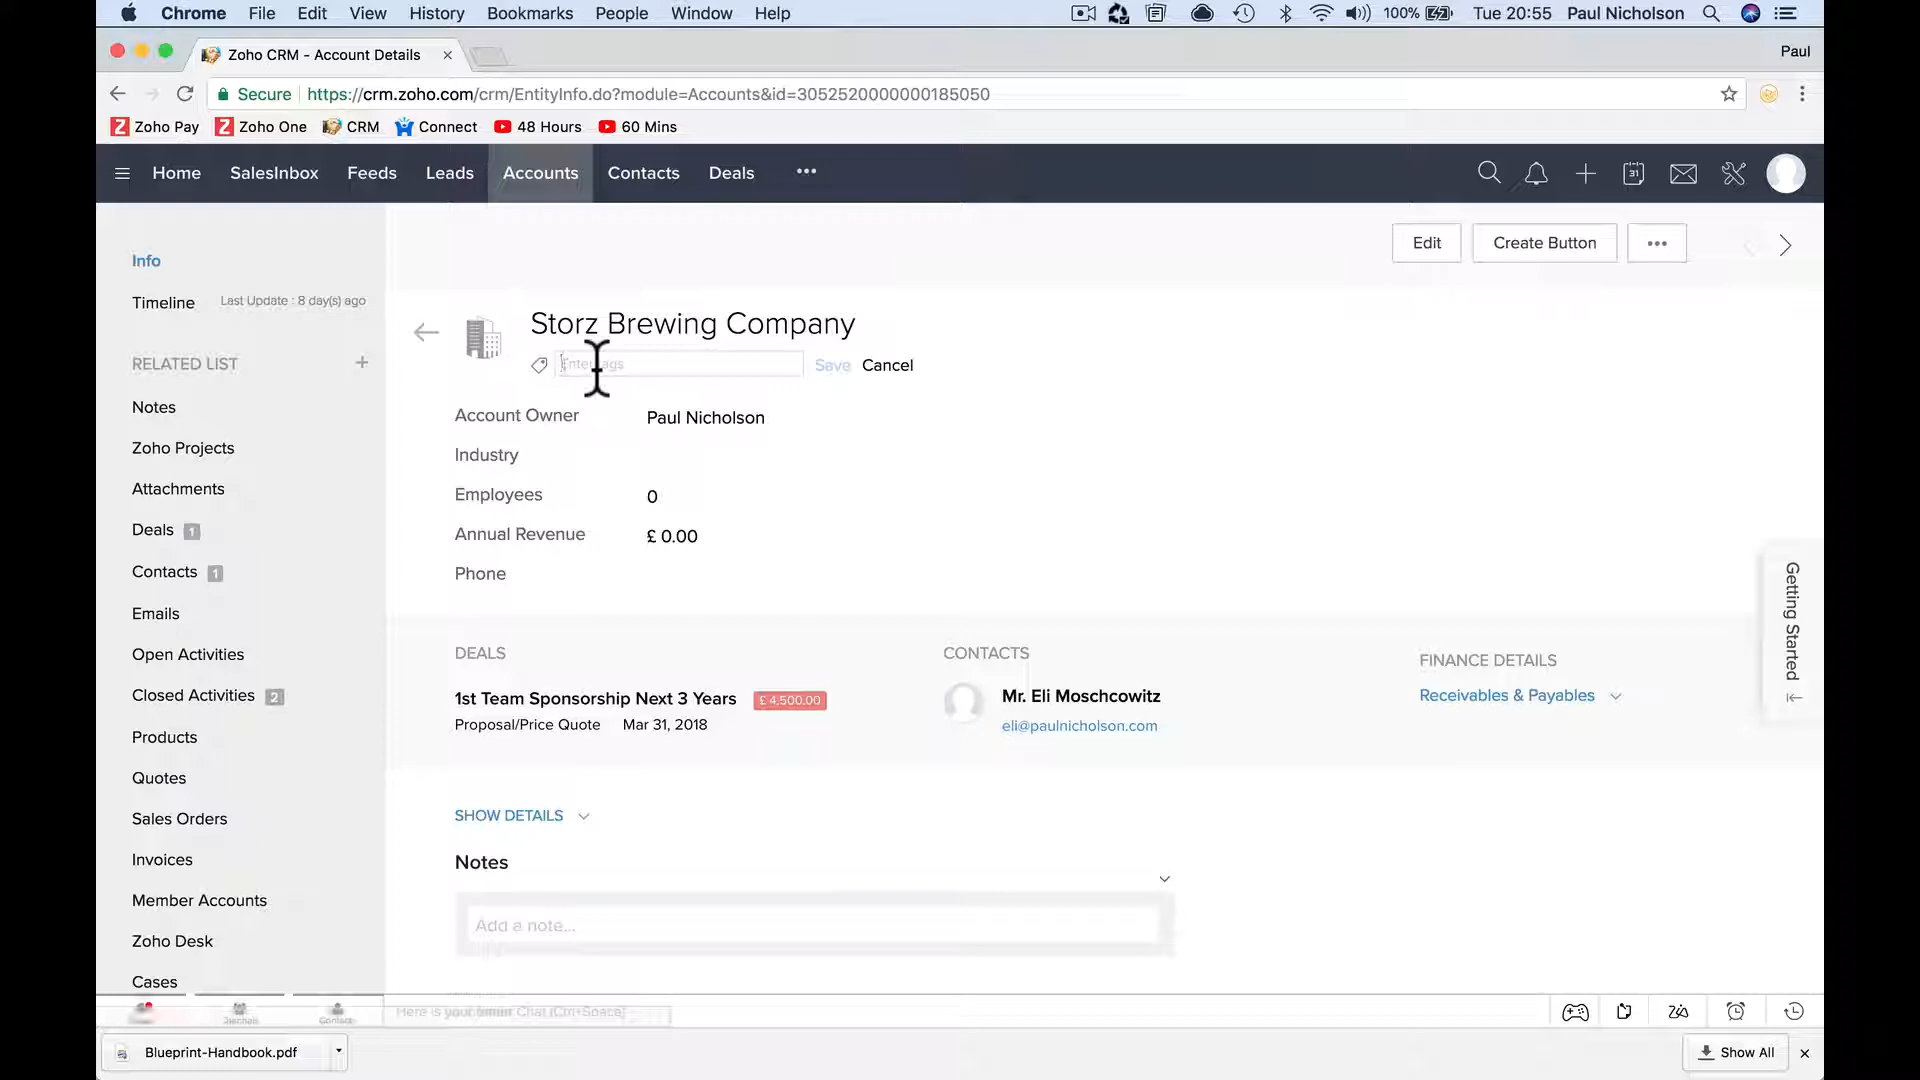 Chrome File Edit View History Bookmarks People Window Help 100% Tue 20:55 Paul Nicholson
Zoho CRM - Account Details Paul
Secure https://crm.zoho.com/crm/EntityInfo.do?module=Accounts&id=3052520000000185050
Zoho Pay Zoho One CRM Connect 48 Hours 60 Mins
Home SalesInbox Feeds Leads Accounts Contacts Deals ••• 31
Edit Create Button •••
Info
Timeline Last Update : 8 day(s) ago
RELATED LIST +
Notes
Zoho Projects
Attachments
Deals 1
Contacts 1
Emails
Open Activities
Closed Activities 2
Products
Quotes
Sales Orders
Invoices
Member Accounts
Zoho Desk
Cases
Storz Brewing Company
Enter tags Save Cancel
Account Owner Paul Nicholson
Industry
Employees 0
Annual Revenue £ 0.00
Phone
DEALS
1st Team Sponsorship Next 3 Years £ 4,500.00
Proposal/Price Quote Mar 31, 2018
CONTACTS
Mr. Eli Moschcowitz
eli@paulnicholson.com
FINANCE DETAILS
Receivables & Payables
Getting Started
SHOW DETAILS
Notes
Add a note...
Here is your Smart Chat (Ctrl+Space)
Blueprint-Handbook.pdf Show All